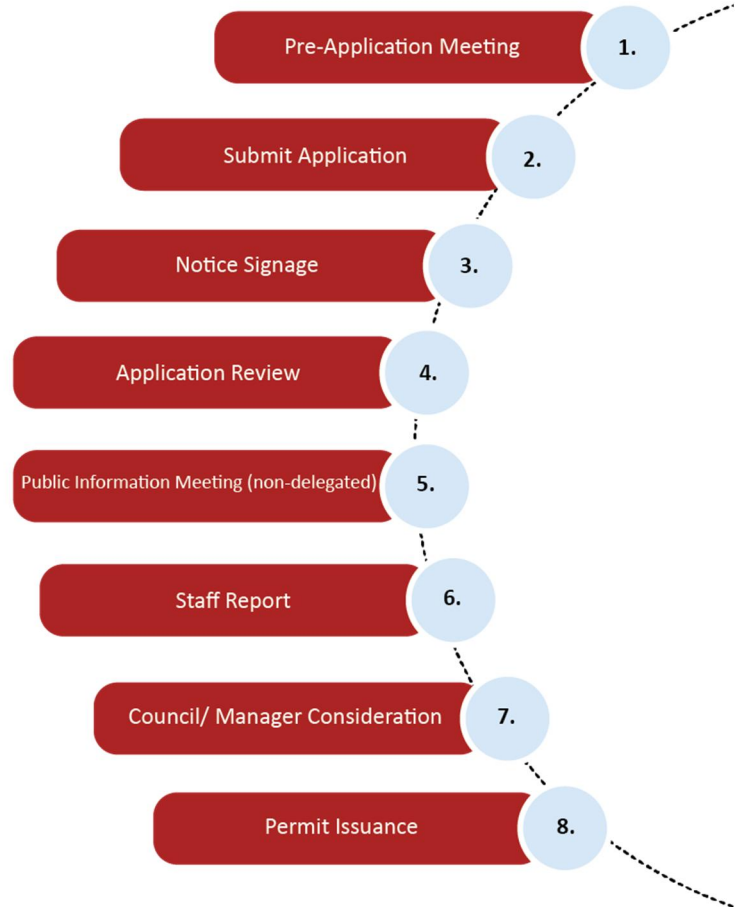 Pre-Application Meeting 1.
Submit Application 2.
Notice Signage 3.
Application Review 4.
Public Information Meeting (non-delegated) 5.
Staff Report 6.
Council/ Manager Consideration 7.
Permit Issuance 8.